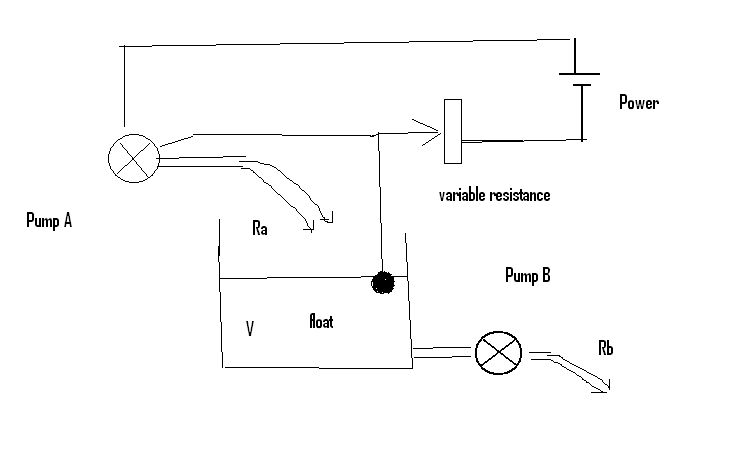 Power
variable resistance
Pump A
Ra
Pump B
V
float
Rb